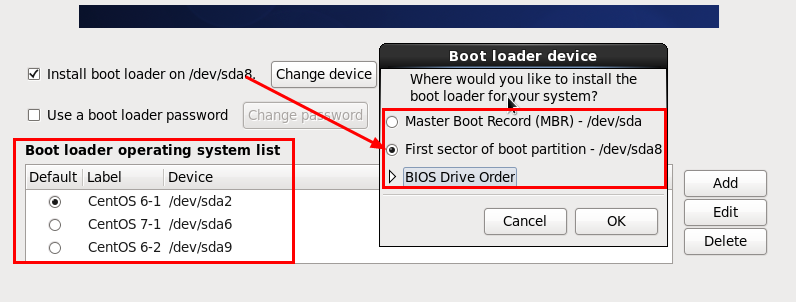 Boot loader device
Where would you like to install the
boot loader for your system?
Install boot loader on /dev/sda8. Change device
Use a boot loader password Change password
Master Boot Record (MBR) - /dev/sda
First sector of boot partition - /dev/sda8
BIOS Drive Order
Cancel OK
Boot loader operating system list
Default Label Device
CentOS 6-1 /dev/sda2
CentOS 7-1 /dev/sda6
CentOS 6-2 /dev/sda9
Add
Edit
Delete